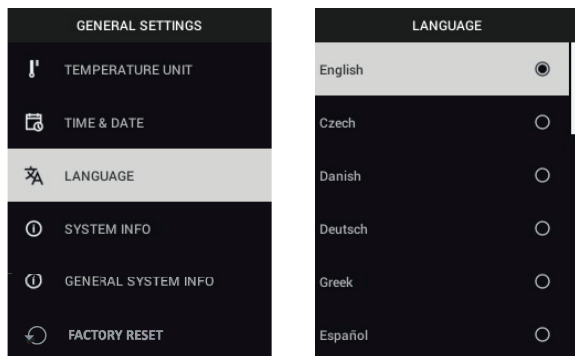 GENERAL SETTINGS
TEMPERATURE UNIT
TIME & DATE
LANGUAGE
SYSTEM INFO
GENERAL SYSTEM INFO
FACTORY RESET
LANGUAGE
English
Czech
Danish
Deutsch
Greek
Español